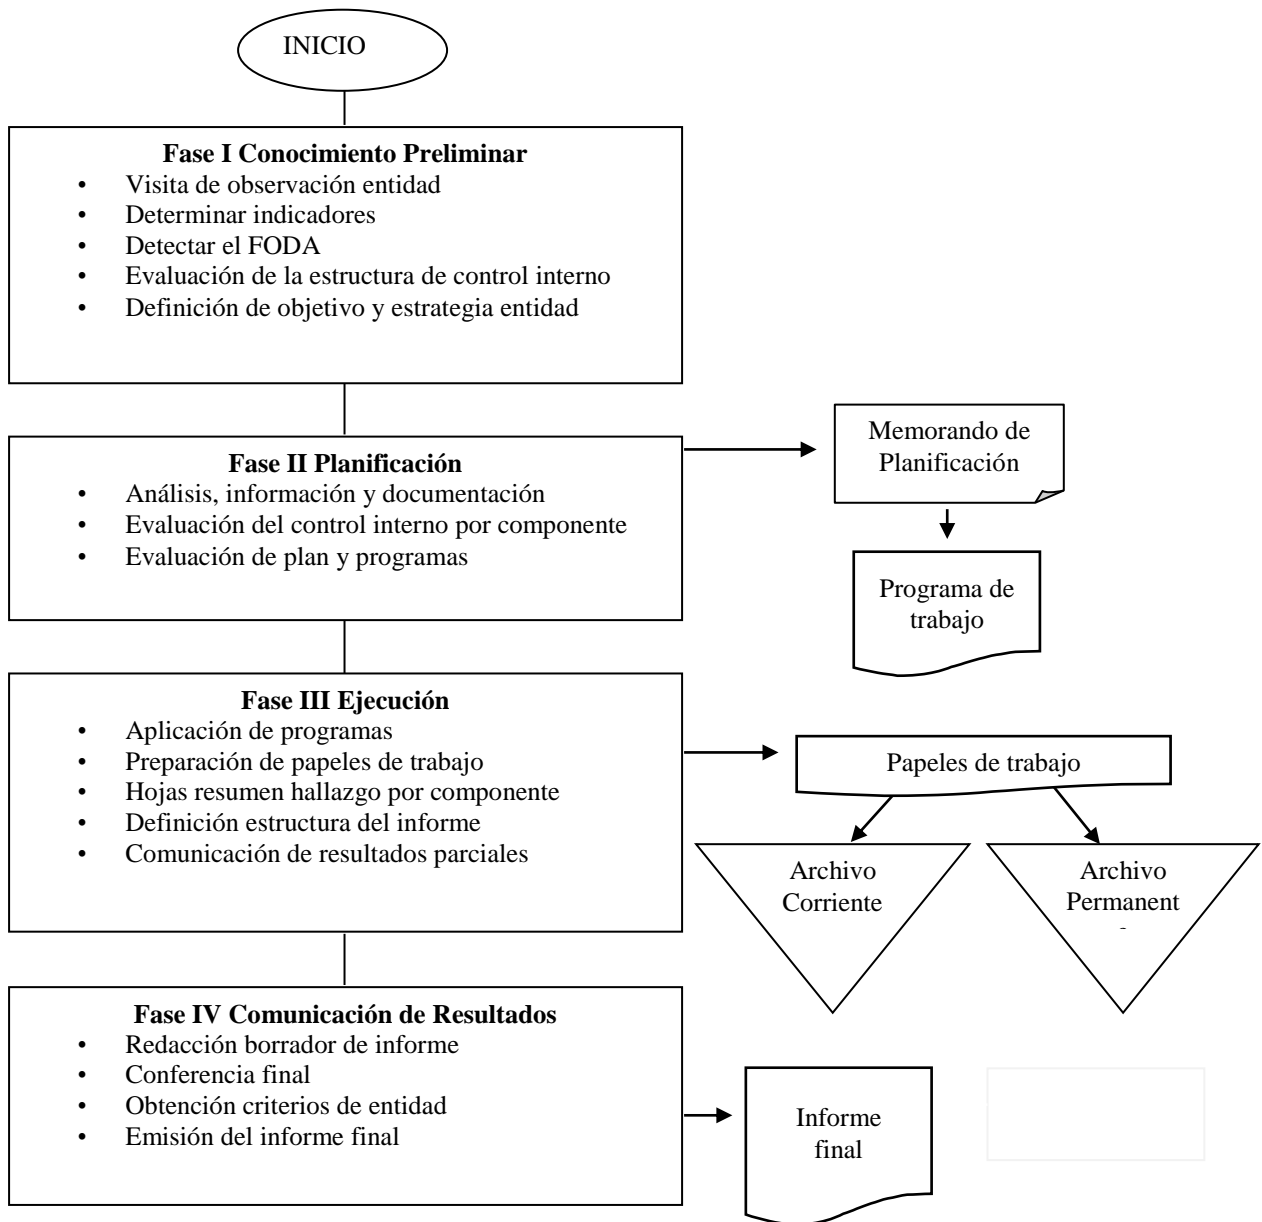 INICIO
Fase I Conocimiento Preliminar
• Visita de observación entidad
• Determinar indicadores
• Detectar el FODA
• Evaluación de la estructura de control interno
• Definición de objetivo y estrategia entidad
Fase II Planificación
• Análisis, información y documentación
• Evaluación del control interno por componente
• Evaluación de plan y programas
Memorando de
Planificación
Programa de
trabajo
Fase III Ejecución
• Aplicación de programas
• Preparación de papeles de trabajo
• Hojas resumen hallazgo por componente
• Definición estructura del informe
• Comunicación de resultados parciales
Papeles de trabajo
Archivo
Corriente
Archivo
Permanent
Fase IV Comunicación de Resultados
• Redacción borrador de informe
• Conferencia final
• Obtención criterios de entidad
• Emisión del informe final
Informe
final